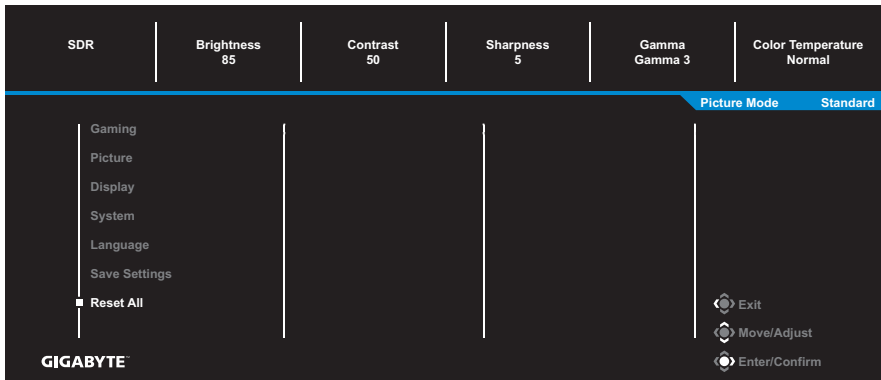 SDR
Brightness
85
Contrast
50
Sharpness
5
Gamma
Gamma 3
Color Temperature
Normal
Picture Mode Standard
Gaming
Picture
Display
System
Language
Save Settings
Reset All
Exit
Move/Adjust
Enter/Confirm
GIGABYTE™